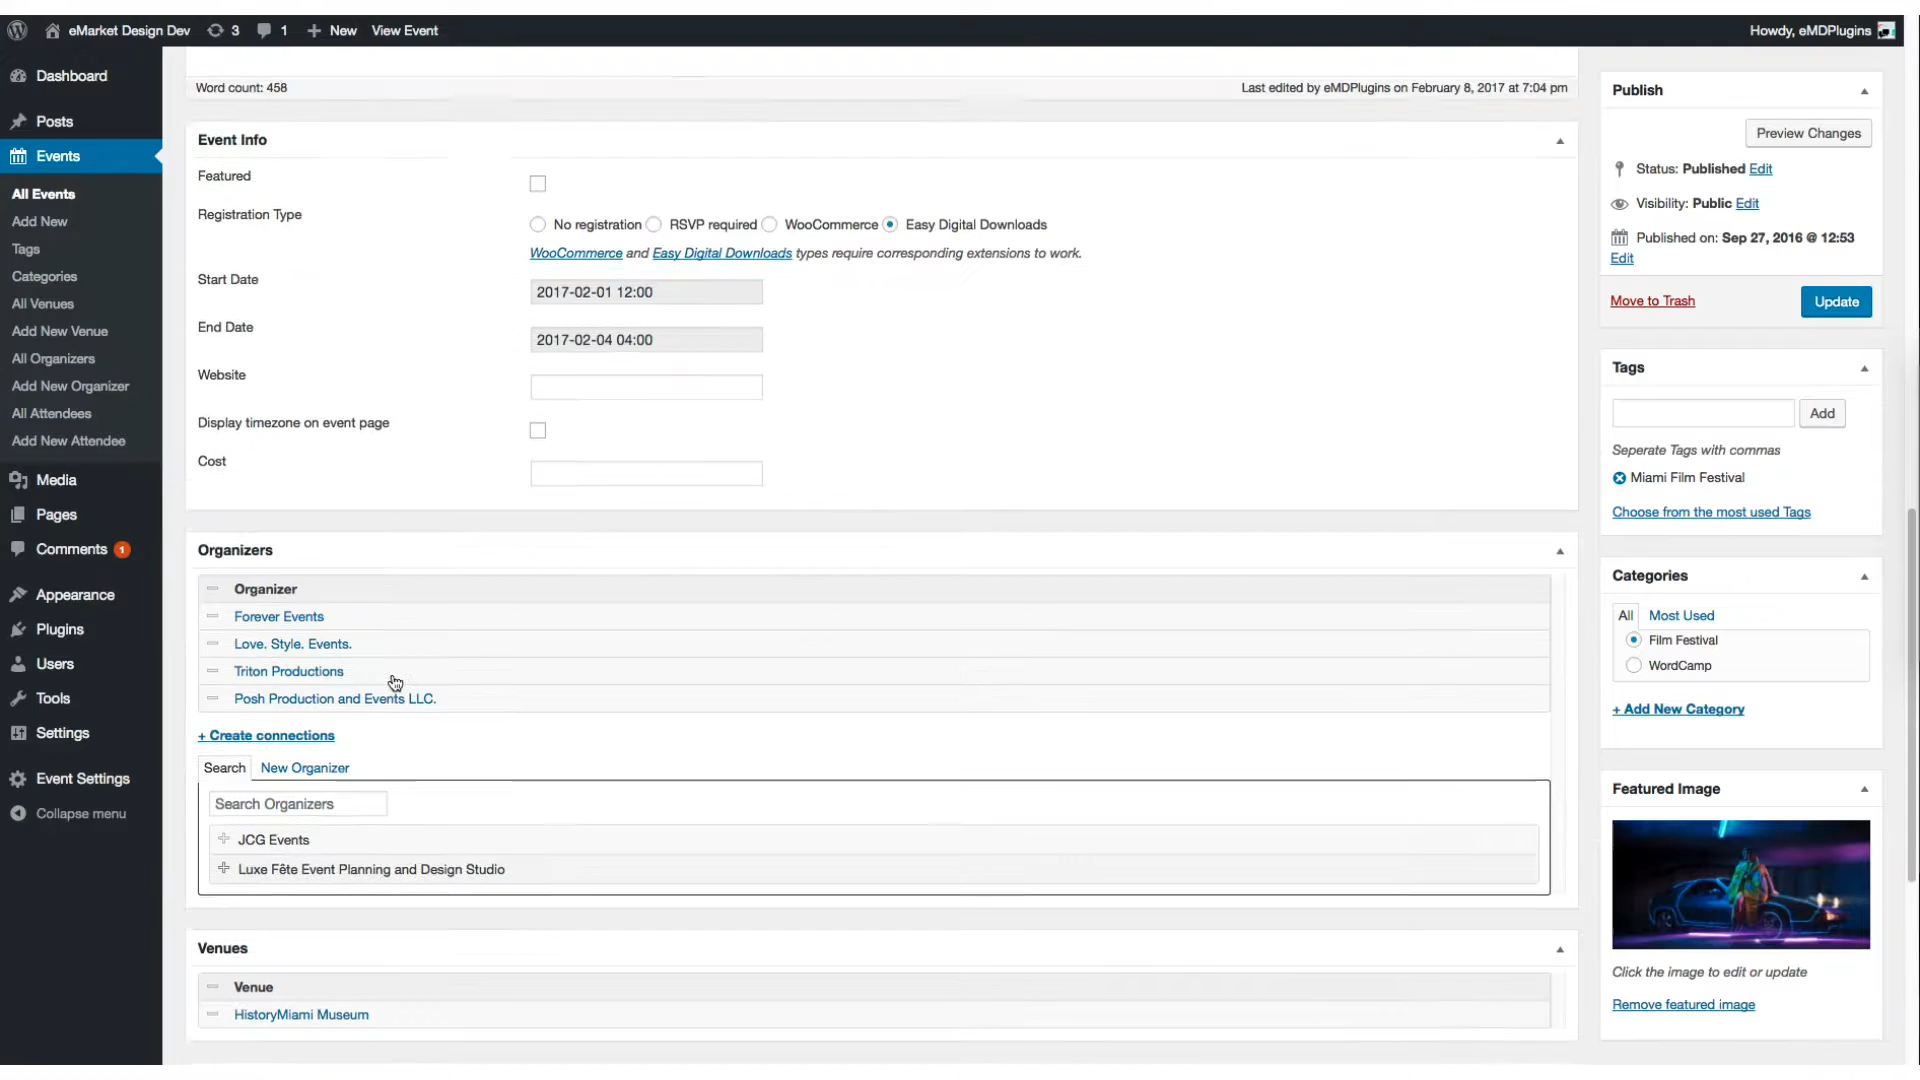 eMarket Design Dev 3 1 New View Event Howdy, eMDPlugins
Dashboard
Posts
Events
All Events
Add New
Tags
Categories
All Venues
Add New Venue
All Organizers
Add New Organizer
All Attendees
Add New Attendee
Media
Pages
Comments 1
Appearance
Plugins
Users
Tools
Settings
Event Settings
Collapse menu
Word count: 458 Last edited by eMDPlugins on February 8, 2017 at 7:04 pm
Event Info
Featured
Registration Type
No registration RSVP required WooCommerce Easy Digital Downloads
WooCommerce and Easy Digital Downloads types require corresponding extensions to work.
Start Date
2017-02-01 12:00
End Date
2017-02-04 04:00
Website
Display timezone on event page
Cost
Organizers
Organizer
Forever Events
Love. Style. Events.
Triton Productions
Posh Production and Events LLC.
+ Create connections
Search New Organizer
Search Organizers
JCG Events
Luxe Fête Event Planning and Design Studio
Venues
Venue
HistoryMiami Museum
Publish
Preview Changes
Status: Published Edit
Visibility: Public Edit
Published on: Sep 27, 2016 @ 12:53
Edit
Move to Trash Update
Tags
Add
Seperate Tags with commas
Miami Film Festival
Choose from the most used Tags
Categories
All Most Used
Film Festival
WordCamp
+ Add New Category
Featured Image
Click the image to edit or update
Remove featured image